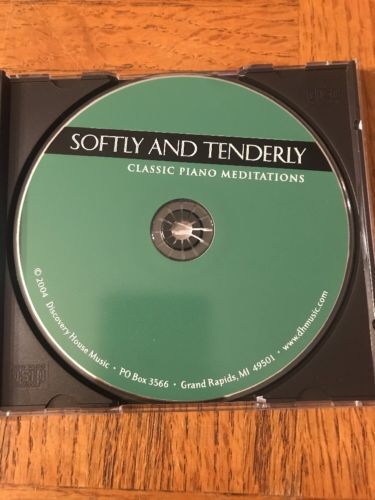 SOFTLY AND TENDERLY
CLASSIC PIANO MEDITATIONS
© 2004 Discovery House Music • PO Box 3566 • Grand Rapids, MI 49501 • www.dhmusic.com